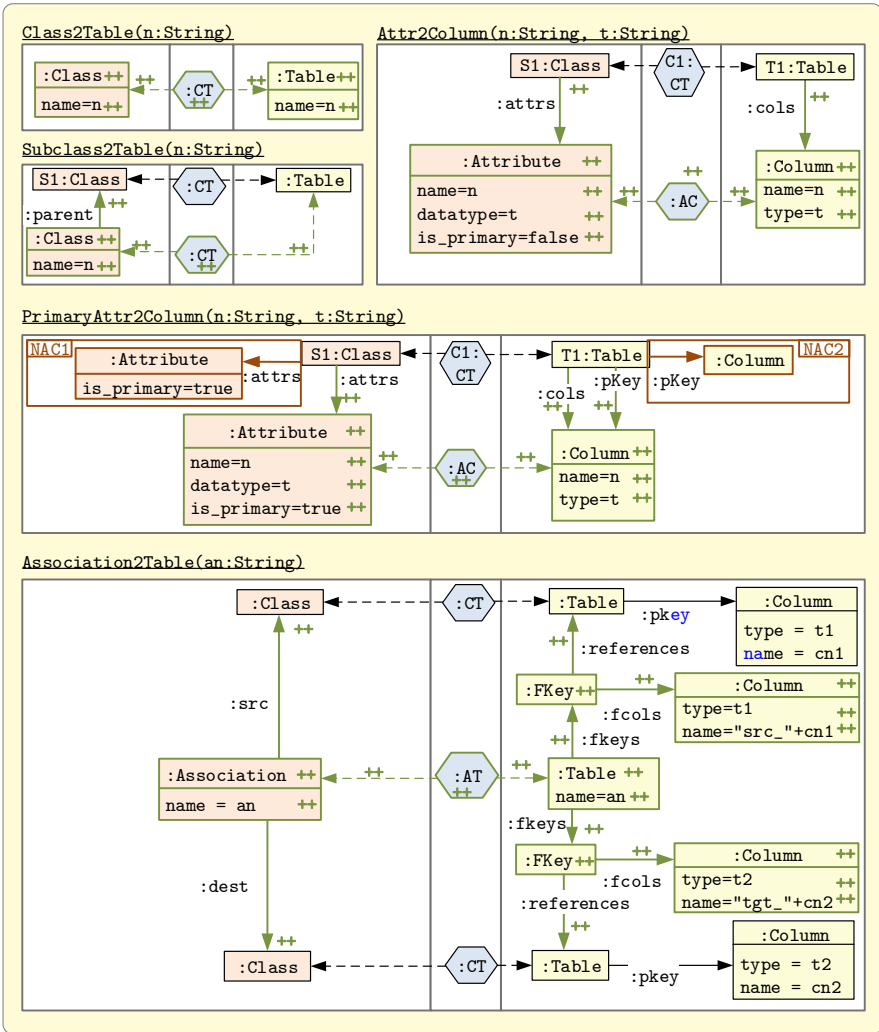 Class2Table(n:String)
:Class++
name=n++
++
:CT
++
++
:Table++
name=n++
Attr2Column(n:String, t:String)
S1:Class
C1:
CT
T1:Table
:attrs
++
:cols
++
:Attribute ++
name=n ++
datatype=t ++
is_primary=false ++
++
++
:AC
++
:Column ++
name=n ++
type=t ++
Subclass2Table(n:String)
S1:Class
:CT
:Table
:parent
++
:Class++
name=n++
++
:CT
++
++
PrimaryAttr2Column(n:String, t:String)
NAC1
:Attribute
is_primary=true
:attrs
S1:Class
:attrs
++
C1:
CT
T1:Table
:cols
++
:pKey
++
:pKey
:Column
NAC2
:Attribute ++
name=n ++
datatype=t ++
is_primary=true ++
++
:AC
++
++
:Column ++
name=n ++
type=t ++
Association2Table(an:String)
:Class
++
:CT
:Table
:pkey
:Column
type = t1
name = cn1
++
:references
:src
:FKey++
++
:fcols
:Column ++
type=t1 ++
name="src_"+cn1 ++
++
:fkeys
:Association ++
name = an ++
++
:AT
++
++
:Table ++
name=an ++
:fkeys
++
:dest
:FKey++
++
:fcols
:Column ++
type=t2 ++
name="tgt_"+cn2 ++
:references
++
++
:Class
:CT
:Table
:pkey
:Column
type = t2
name = cn2